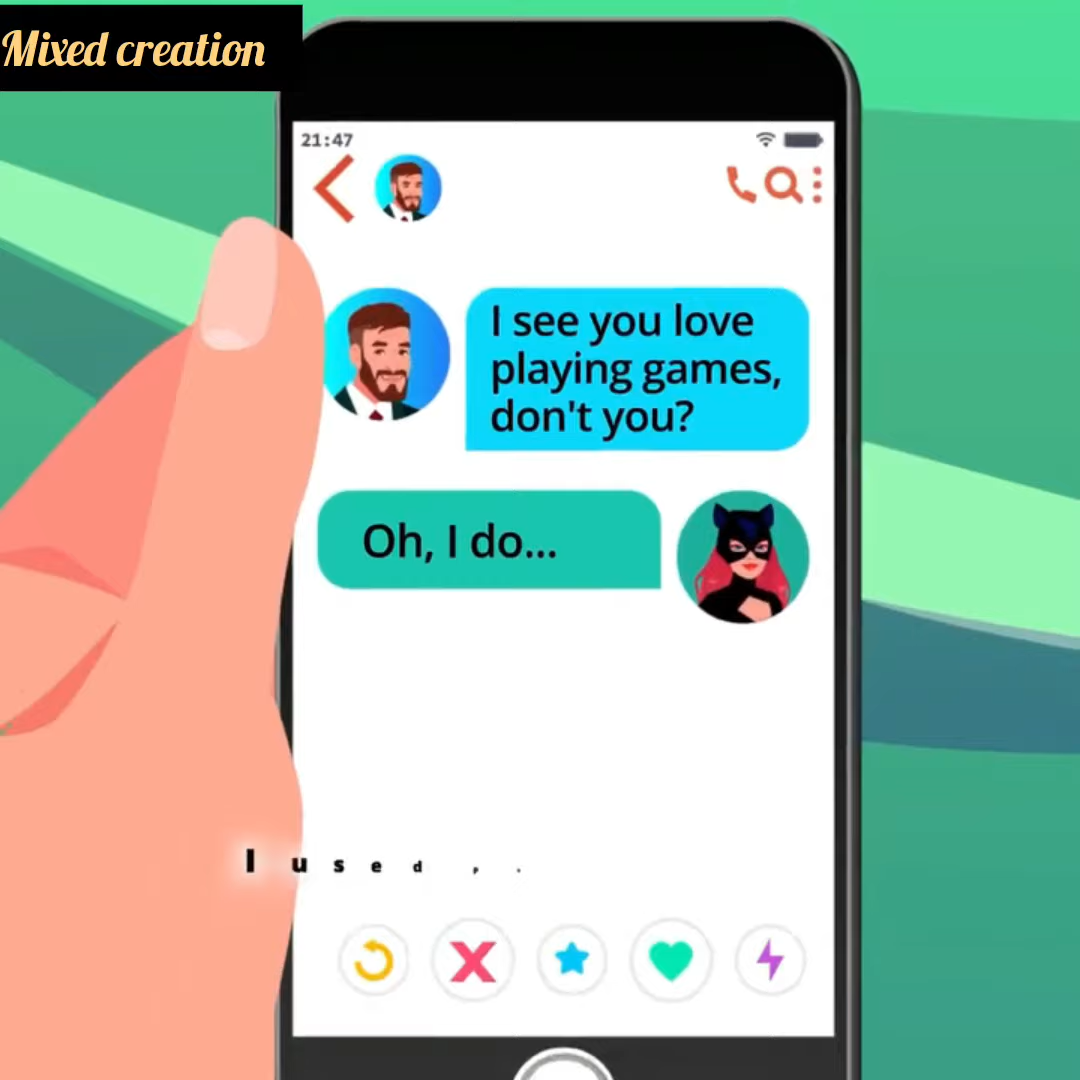 Mixed creation
21:47
I see you love
playing games,
don't you?
Oh, I do...
I used